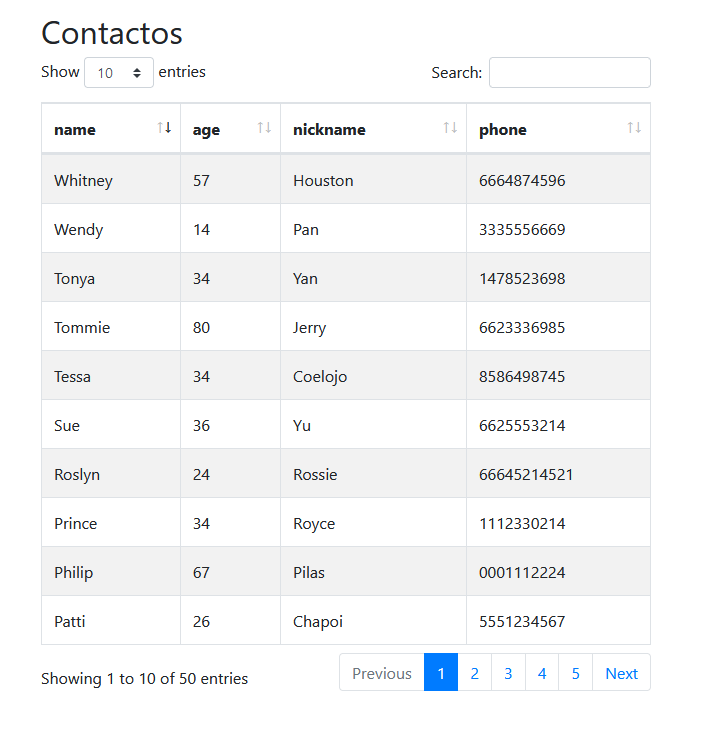 Contactos
Show 10 entries Search:
name age nickname phone
Whitney 57 Houston 6664874596
Wendy 14 Pan 3335556669
Tonya 34 Yan 1478523698
Tommie 80 Jerry 6623336985
Tessa 34 Coelojo 8586498745
Sue 36 Yu 6625553214
Roslyn 24 Rossie 66645214521
Prince 34 Royce 1112330214
Philip 67 Pilas 0001112224
Patti 26 Chapoi 5551234567
Showing 1 to 10 of 50 entries Previous 1 2 3 4 5 Next